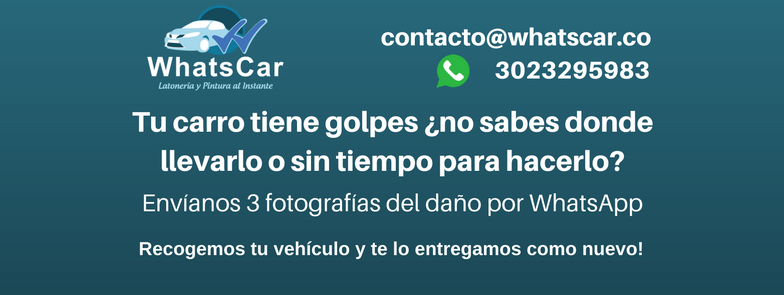 WhatsCar
Latonería y Pintura al Instante
contacto@whatscar.co
3023295983
Tu carro tiene golpes ¿no sabes donde
llevarlo o sin tiempo para hacerlo?
Envíanos 3 fotografías del daño por WhatsApp
Recogemos tu vehículo y te lo entregamos como nuevo!